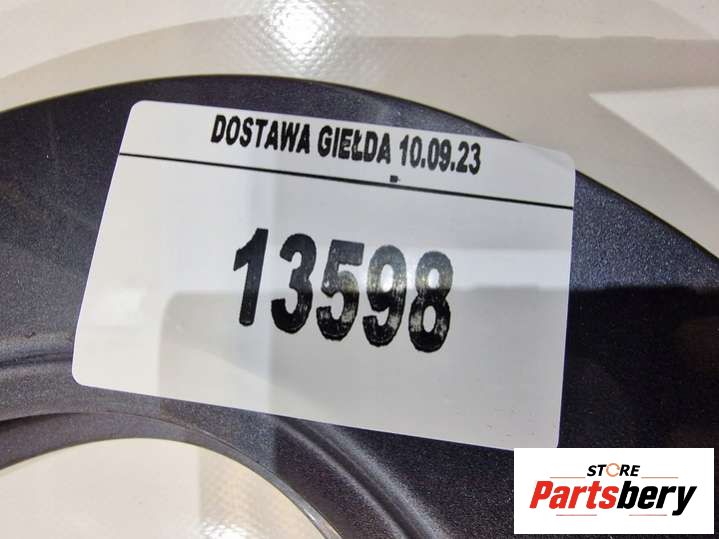 DOSTAWA GIEŁDA 10.09.23
13598
STORE
Partsbery